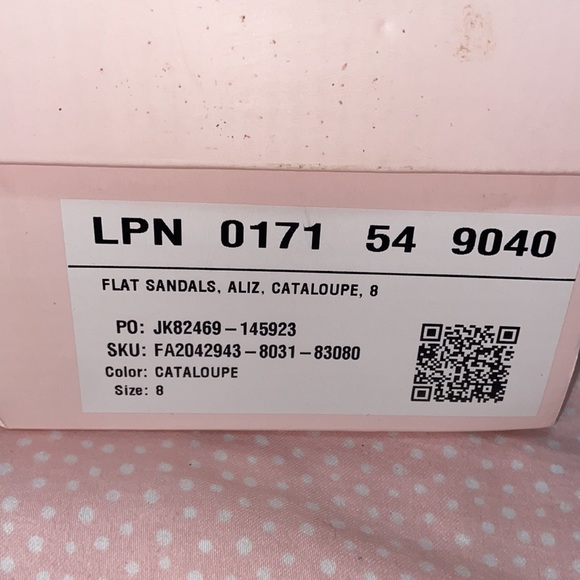 LPN 0171 54 9040
FLAT SANDALS, ALIZ, CATALOUPE, 8
PO: JK82469-145923
SKU: FA2042943-8031-83080
Color: CATALOUPE
Size: 8